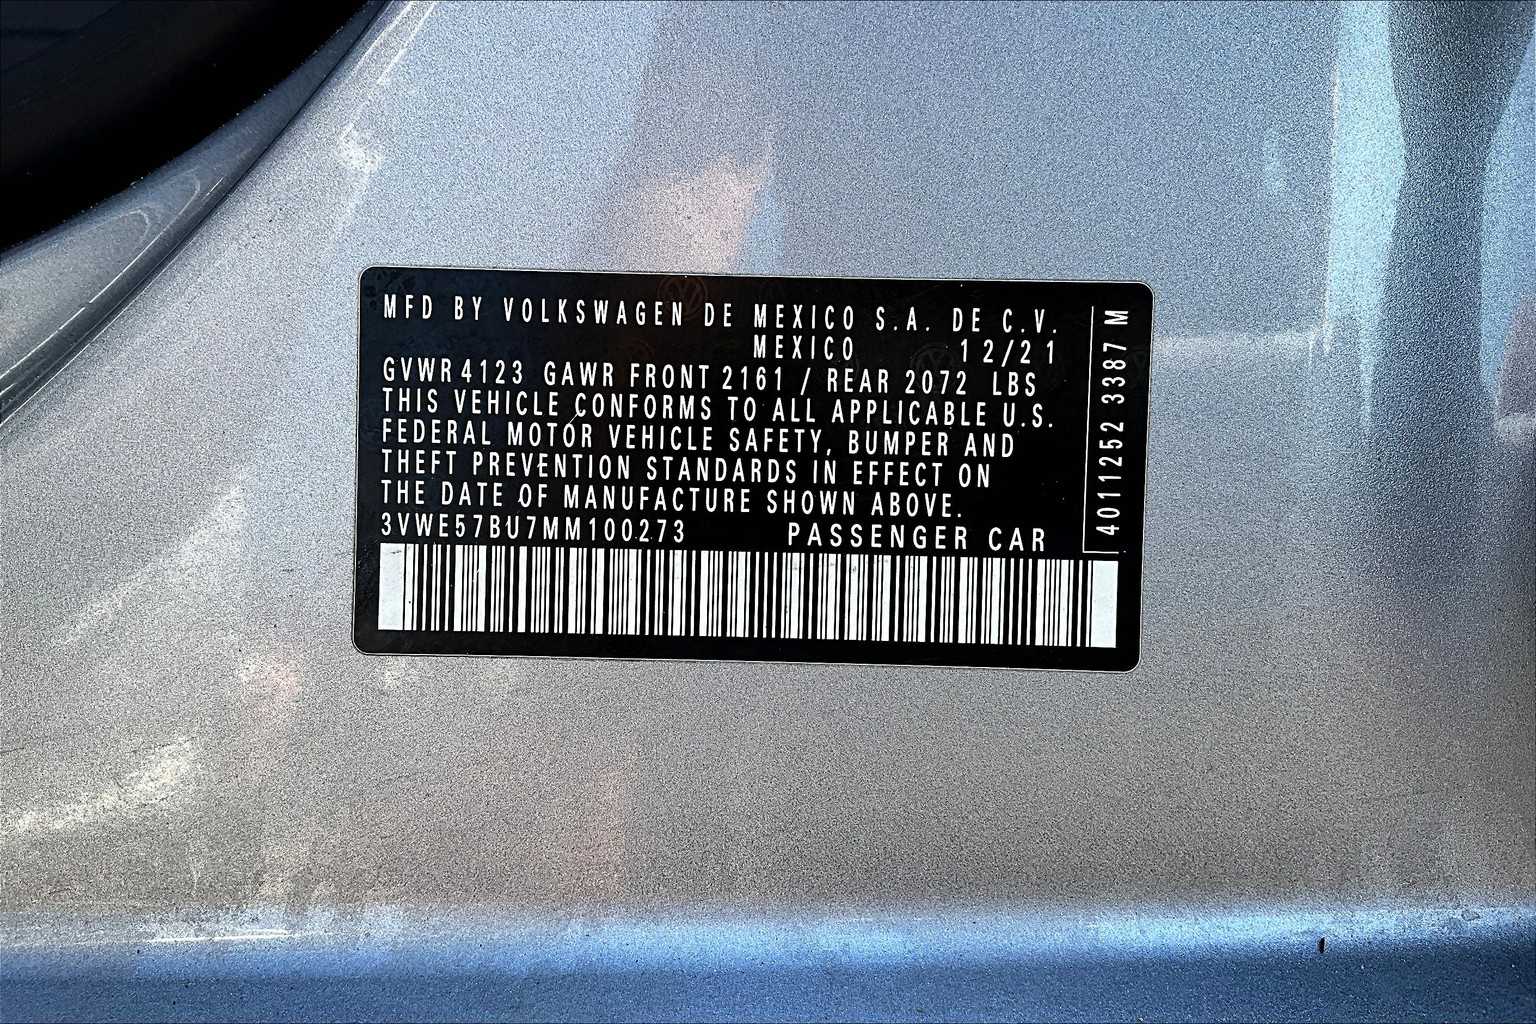 MFD BY VOLKSWAGEN DE MEXICO S.A. DE C.V.
MEXICO 12/21
GVWR 4123 GAWR FRONT 2161 / REAR 2072 LBS
THIS VEHICLE CONFORMS TO ALL APPLICABLE U.S.
FEDERAL MOTOR VEHICLE SAFETY, BUMPER AND
THEFT PREVENTION STANDARDS IN EFFECT ON
THE DATE OF MANUFACTURE SHOWN ABOVE.
3VWE57BU7MM100273 PASSENGER CAR
4011252 3387 M